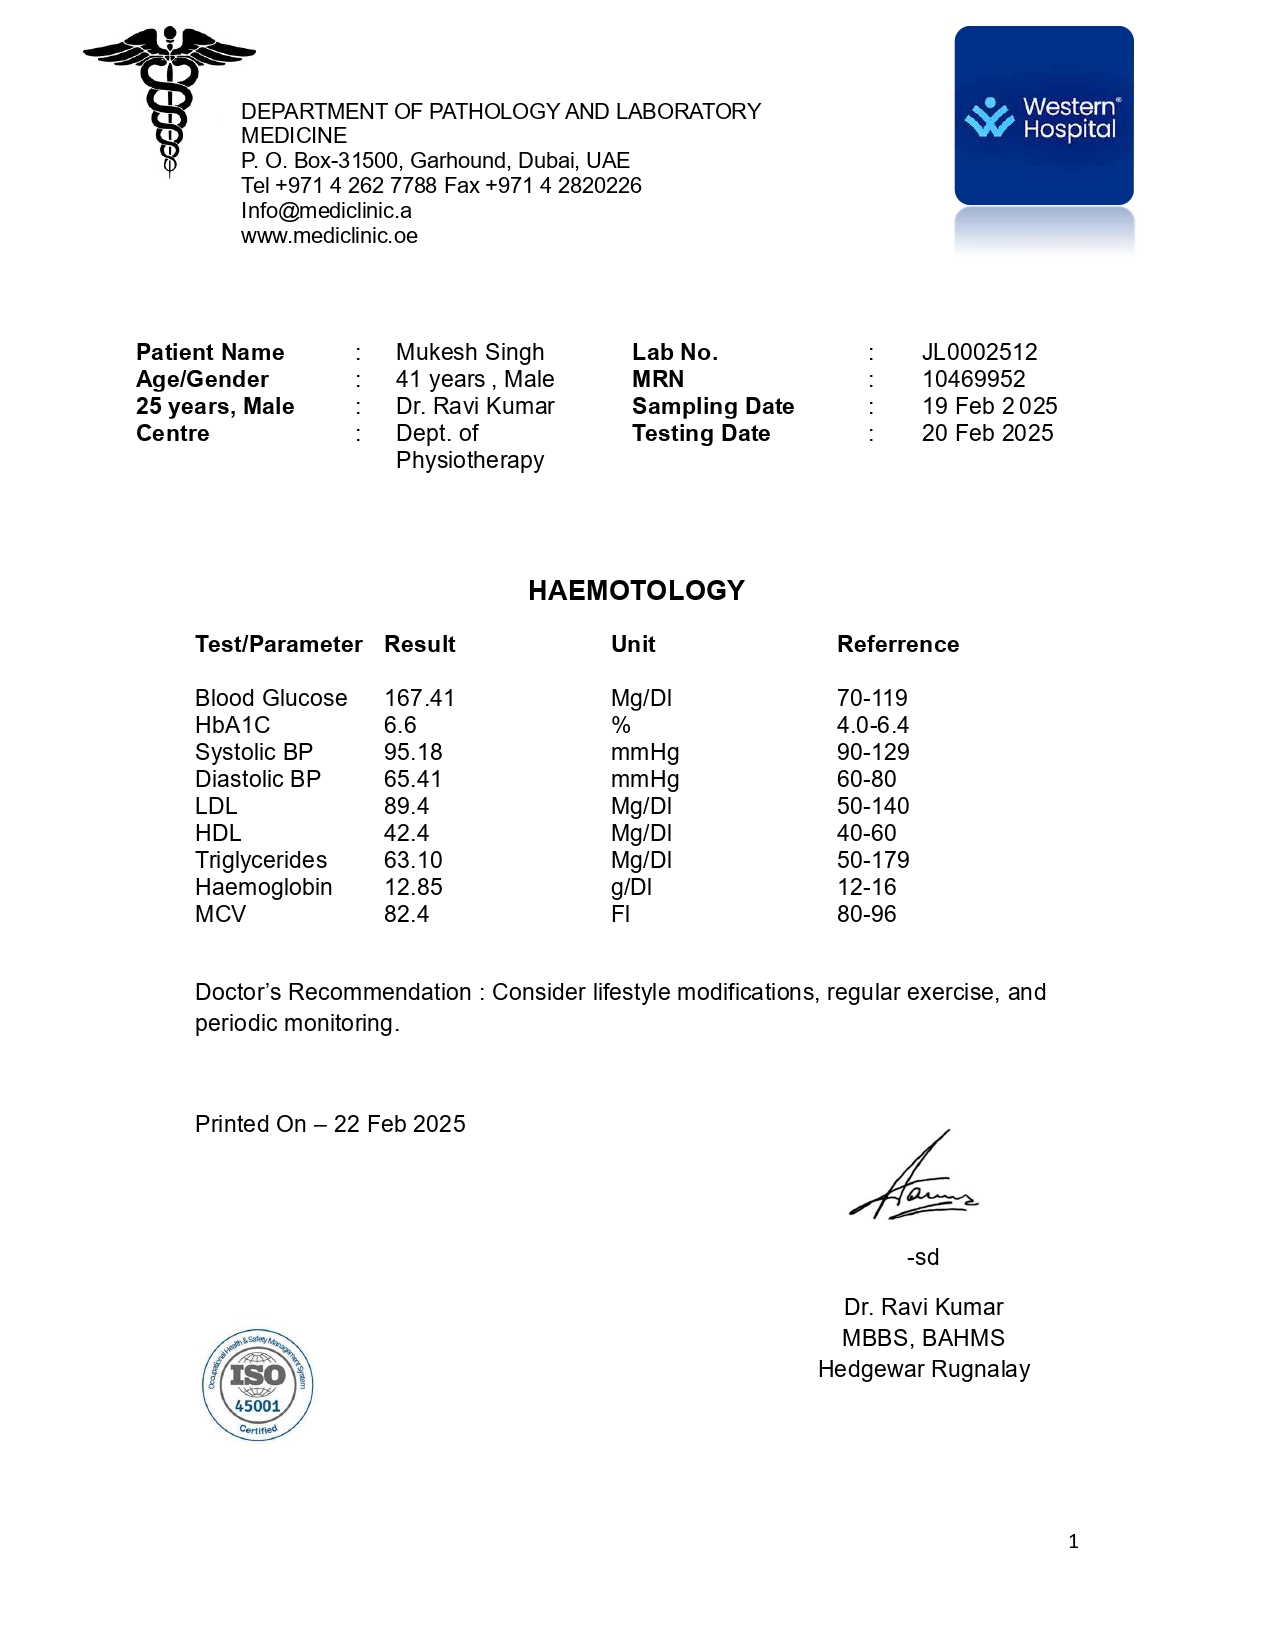 DEPARTMENT OF PATHOLOGY AND LABORATORY
MEDICINE
P. O. Box-31500, Garhound, Dubai, UAE
Tel +971 4 262 7788 Fax +971 4 2820226
Info@mediclinic.a
www.mediclinic.oe
Western®
Hospital
Patient Name : Mukesh Singh Lab No. : JL0002512
Age/Gender : 41 years , Male MRN : 10469952
25 years, Male : Dr. Ravi Kumar Sampling Date : 19 Feb 2025
Centre : Dept. of Testing Date : 20 Feb 2025
Physiotherapy
HAEMOTOLOGY
Test/Parameter Result Unit Referrence
Blood Glucose 167.41 Mg/Dl 70-119
HbA1C 6.6 % 4.0-6.4
Systolic BP 95.18 mmHg 90-129
Diastolic BP 65.41 mmHg 60-80
LDL 89.4 Mg/Dl 50-140
HDL 42.4 Mg/Dl 40-60
Triglycerides 63.10 Mg/Dl 50-179
Haemoglobin 12.85 g/Dl 12-16
MCV 82.4 Fl 80-96
Doctor’s Recommendation : Consider lifestyle modifications, regular exercise, and
periodic monitoring.
Printed On – 22 Feb 2025
-sd
Dr. Ravi Kumar
MBBS, BAHMS
Hedgewar Rugnalay
Occupational Health & Safety Management System
ISO
45001
Certified
1